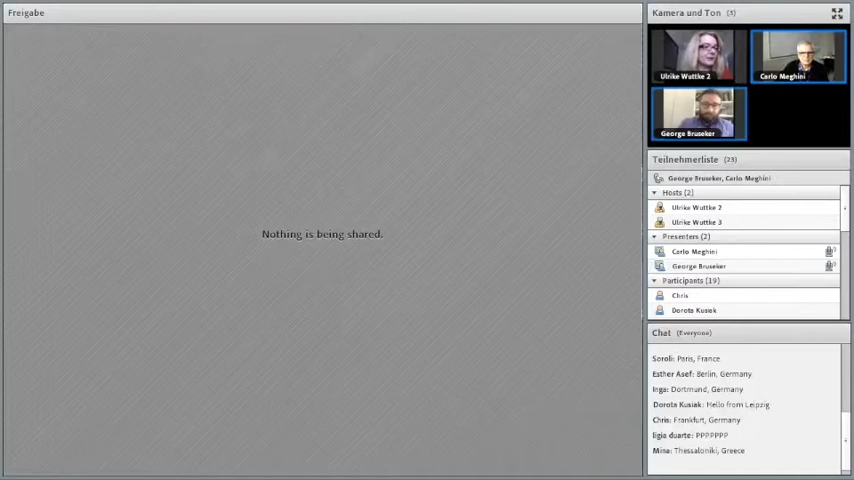 Freigabe
Nothing is being shared.
Kamera und Ton (3)
Ulrike Wuttke 2
Carlo Meghini
George Bruseker
Teilnehmerliste (23)
George Bruseker, Carlo Meghini
Hosts (2)
Ulrike Wuttke 2
Ulrike Wuttke 3
Presenters (2)
Carlo Meghini
George Bruseker
Participants (19)
Chris
Dorota Kusiak
Chat (Everyone)
Soroli: Paris, France
Esther Asef: Berlin, Germany
Inga: Dortmund, Germany
Dorota Kusiak: Hello from Leipzig
Chris: Frankfurt, Germany
ligia duarte: PPPPPPP
Mina: Thessaloniki, Greece